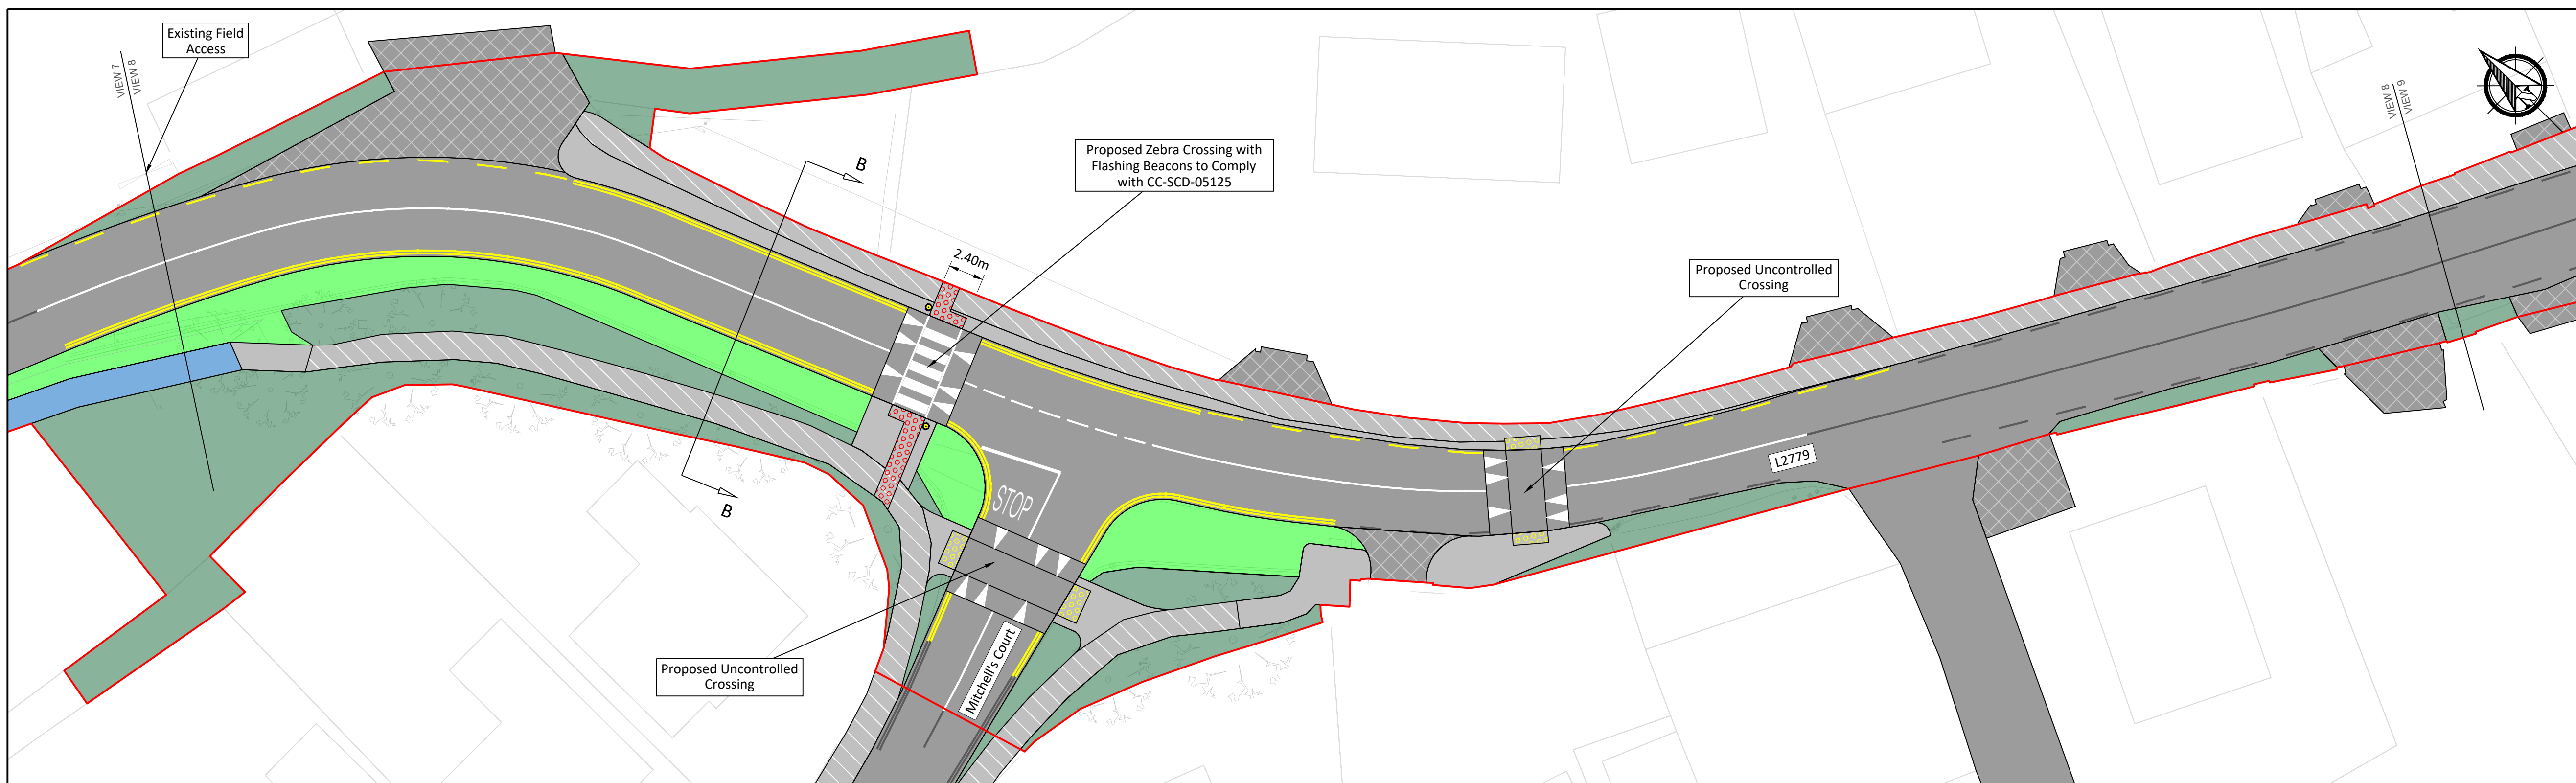 Existing Field
Access
VIEW 7
VIEW 8
B
Proposed Zebra Crossing with
Flashing Beacons to Comply
with CC-SCD-05125
2.40m
VIEW 8
VIEW 9
Proposed Uncontrolled
Crossing
L2779
STOP
B
Proposed Uncontrolled
Crossing
Mitchell's Court